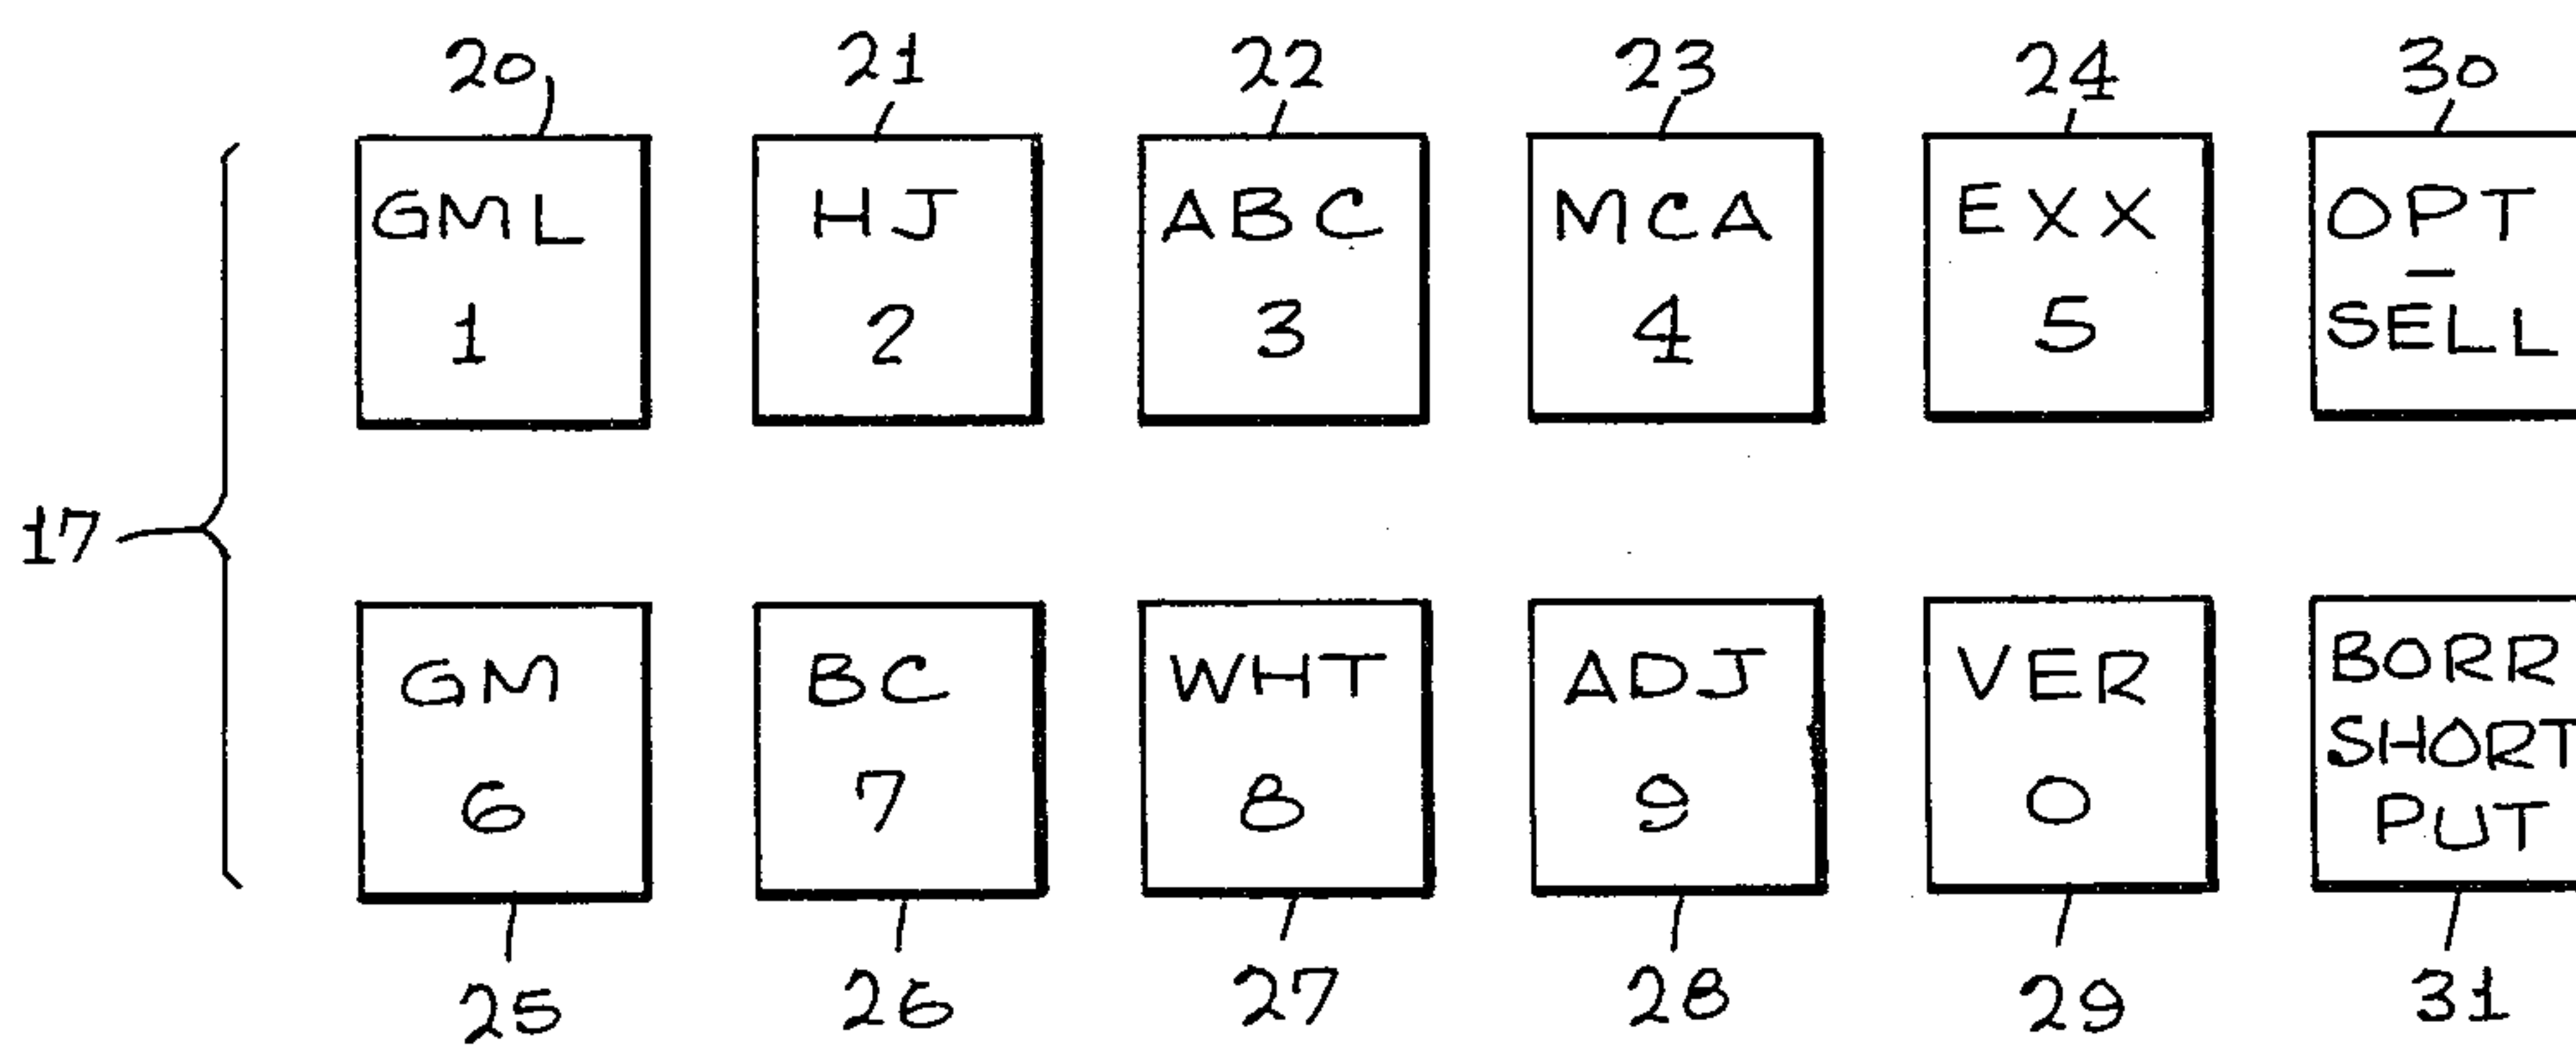 20 21 22 23 24 30
GML HJ ABC MCA EXX OPT
1 2 3 4 5 SELL
17
GM BC WHT ADJ VER BORR
6 7 8 9 0 SHORT
PUT
25 26 27 28 29 31